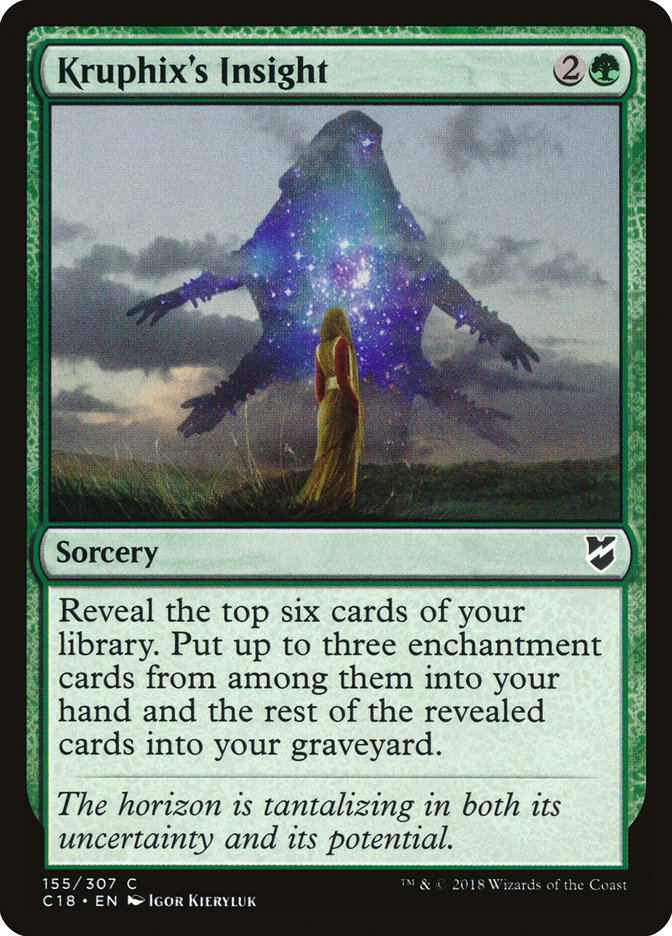 Kruphix's Insight 2
Sorcery
Reveal the top six cards of your
library. Put up to three enchantment
cards from among them into your
hand and the rest of the revealed
cards into your graveyard.
The horizon is tantalizing in both its
uncertainty and its potential.
155/307 C
C18 • EN Igor Kieryluk
™ & © 2018 Wizards of the Coast